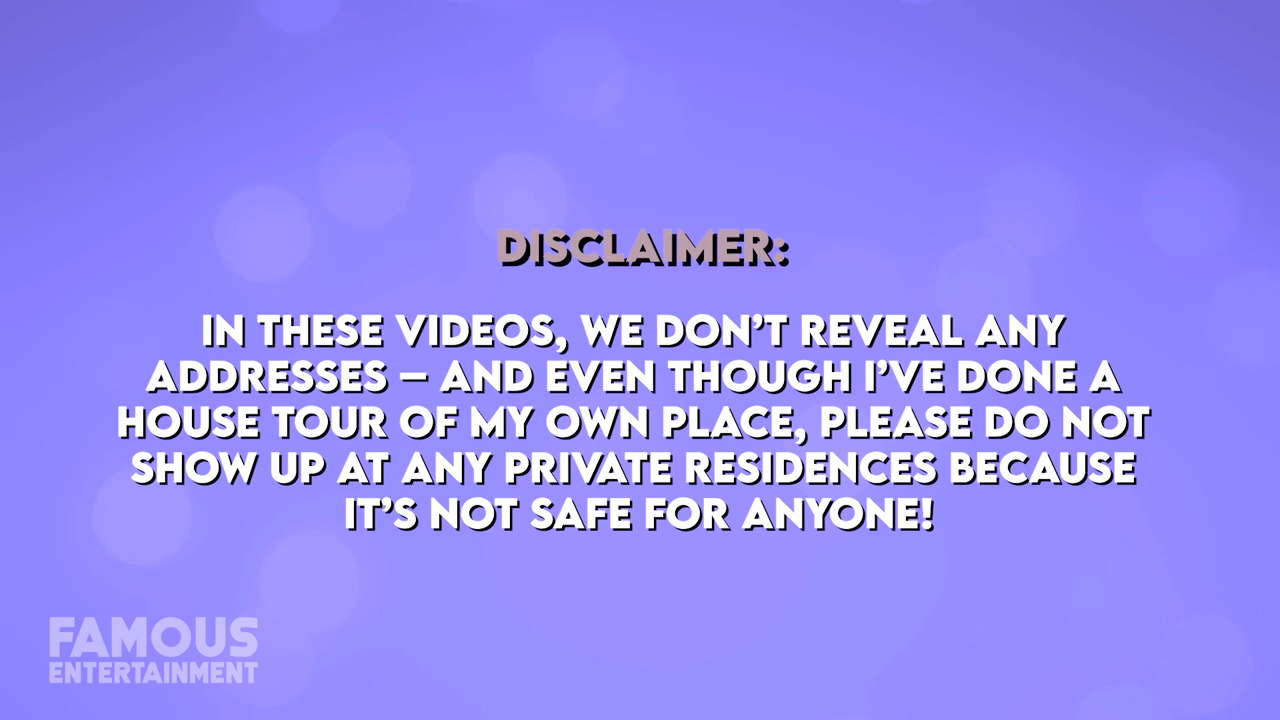 DISCLAIMER:
IN THESE VIDEOS, WE DON'T REVEAL ANY
ADDRESSES – AND EVEN THOUGH I'VE DONE A
HOUSE TOUR OF MY OWN PLACE, PLEASE DO NOT
SHOW UP AT ANY PRIVATE RESIDENCES BECAUSE
IT'S NOT SAFE FOR ANYONE!
FAMOUS
ENTERTAINMENT